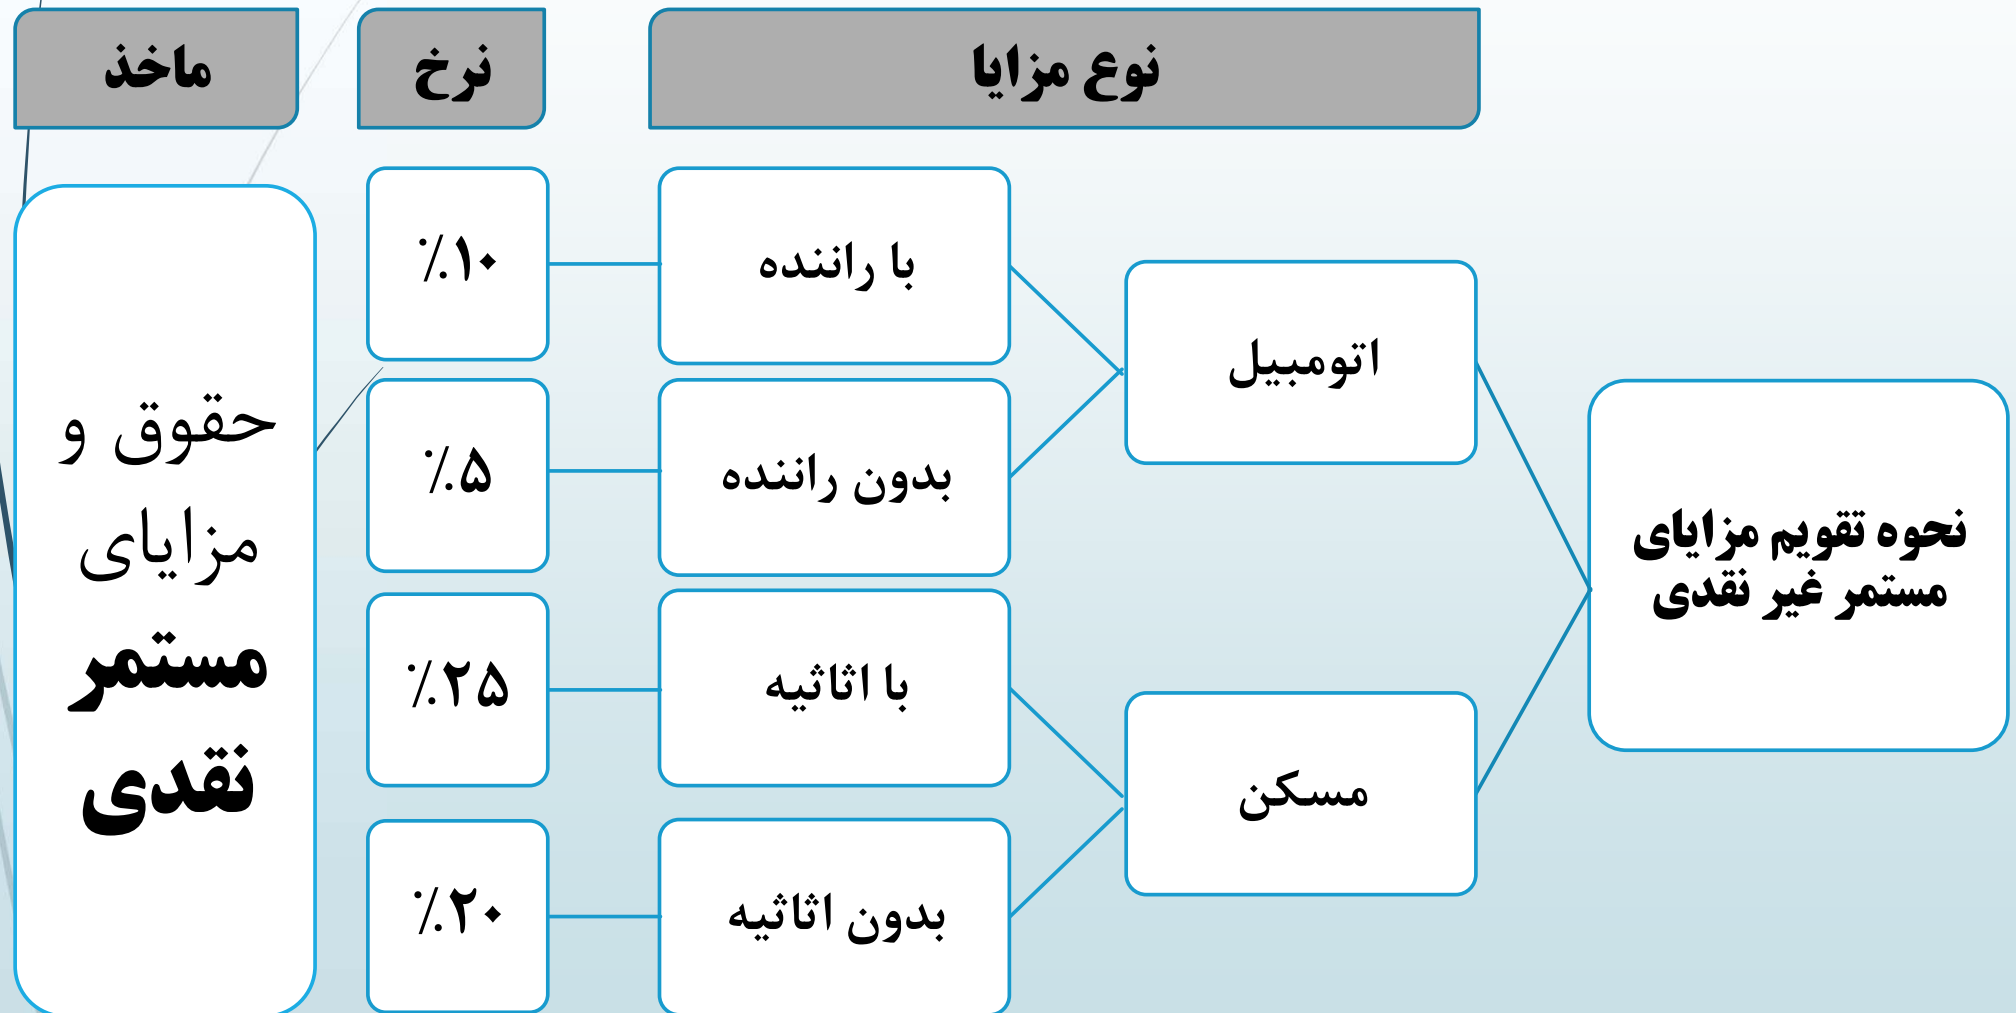 نوع مزایا
نرخ
ماخذ
نحوه تقویم مزایای
مستمر غیر نقدی
اتومبیل
با راننده
٪۱۰
بدون راننده
٪۵
مسکن
با اثاثیه
٪۲۵
بدون اثاثیه
٪۲۰
حقوق و
مزایای
مستمر
نقدی